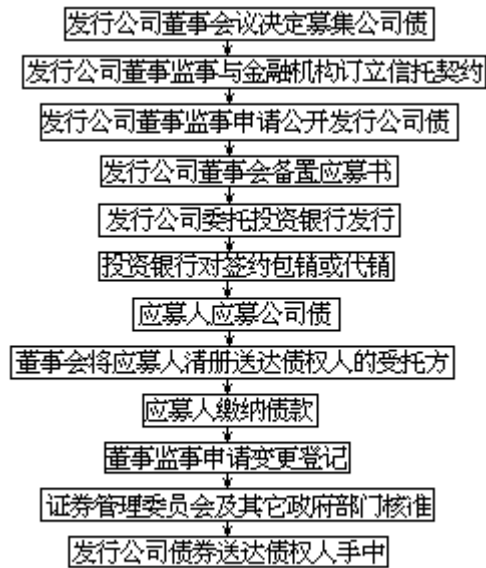 发行公司董事会议决定募集公司债
发行公司董事监事与金融机构订立信托契约
发行公司董事监事申请公开发行公司债
发行公司董事会备置应募书
发行公司委托投资银行发行
投资银行对签约包销或代销
应募人应募公司债
董事会将应募人清册送达债权人的受托方
应募人缴纳债款
董事监事申请变更登记
证券管理委员会及其它政府部门核准
发行公司债券送达债权人手中